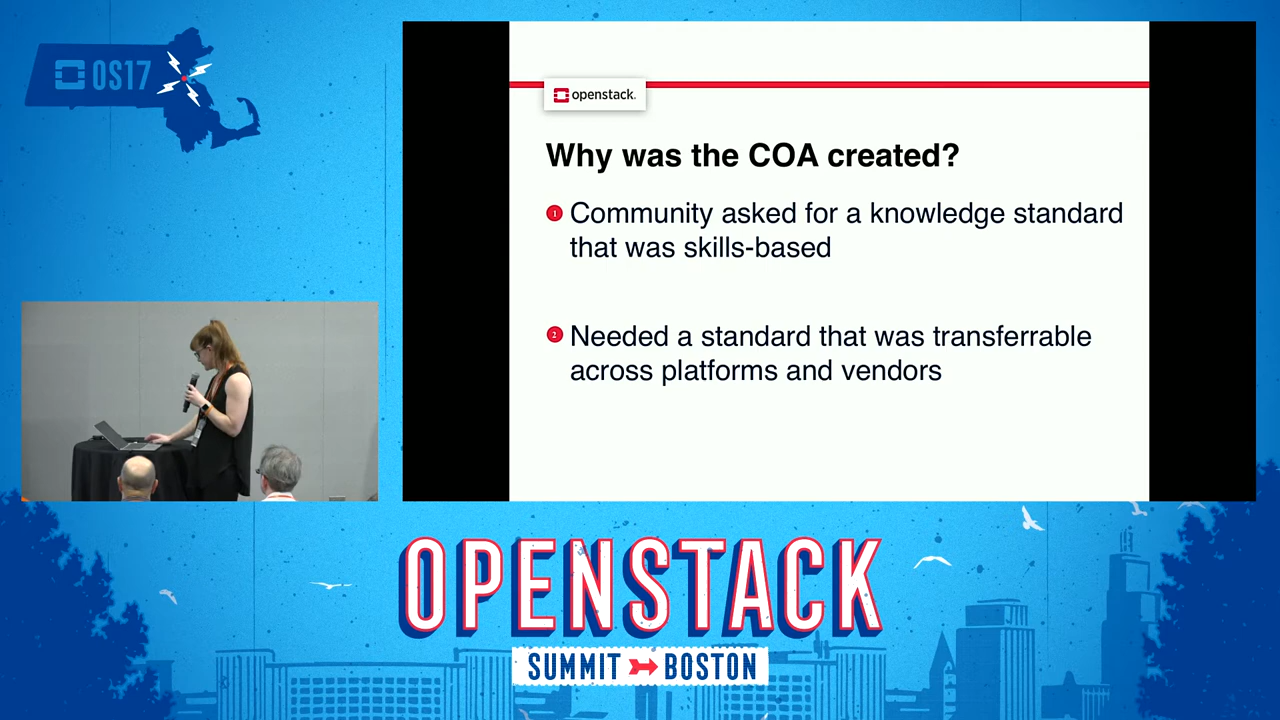 OS17
openstack.
Why was the COA created?
1 Community asked for a knowledge standard
that was skills-based
2 Needed a standard that was transferrable
across platforms and vendors
OPENSTACK
SUMMIT BOSTON